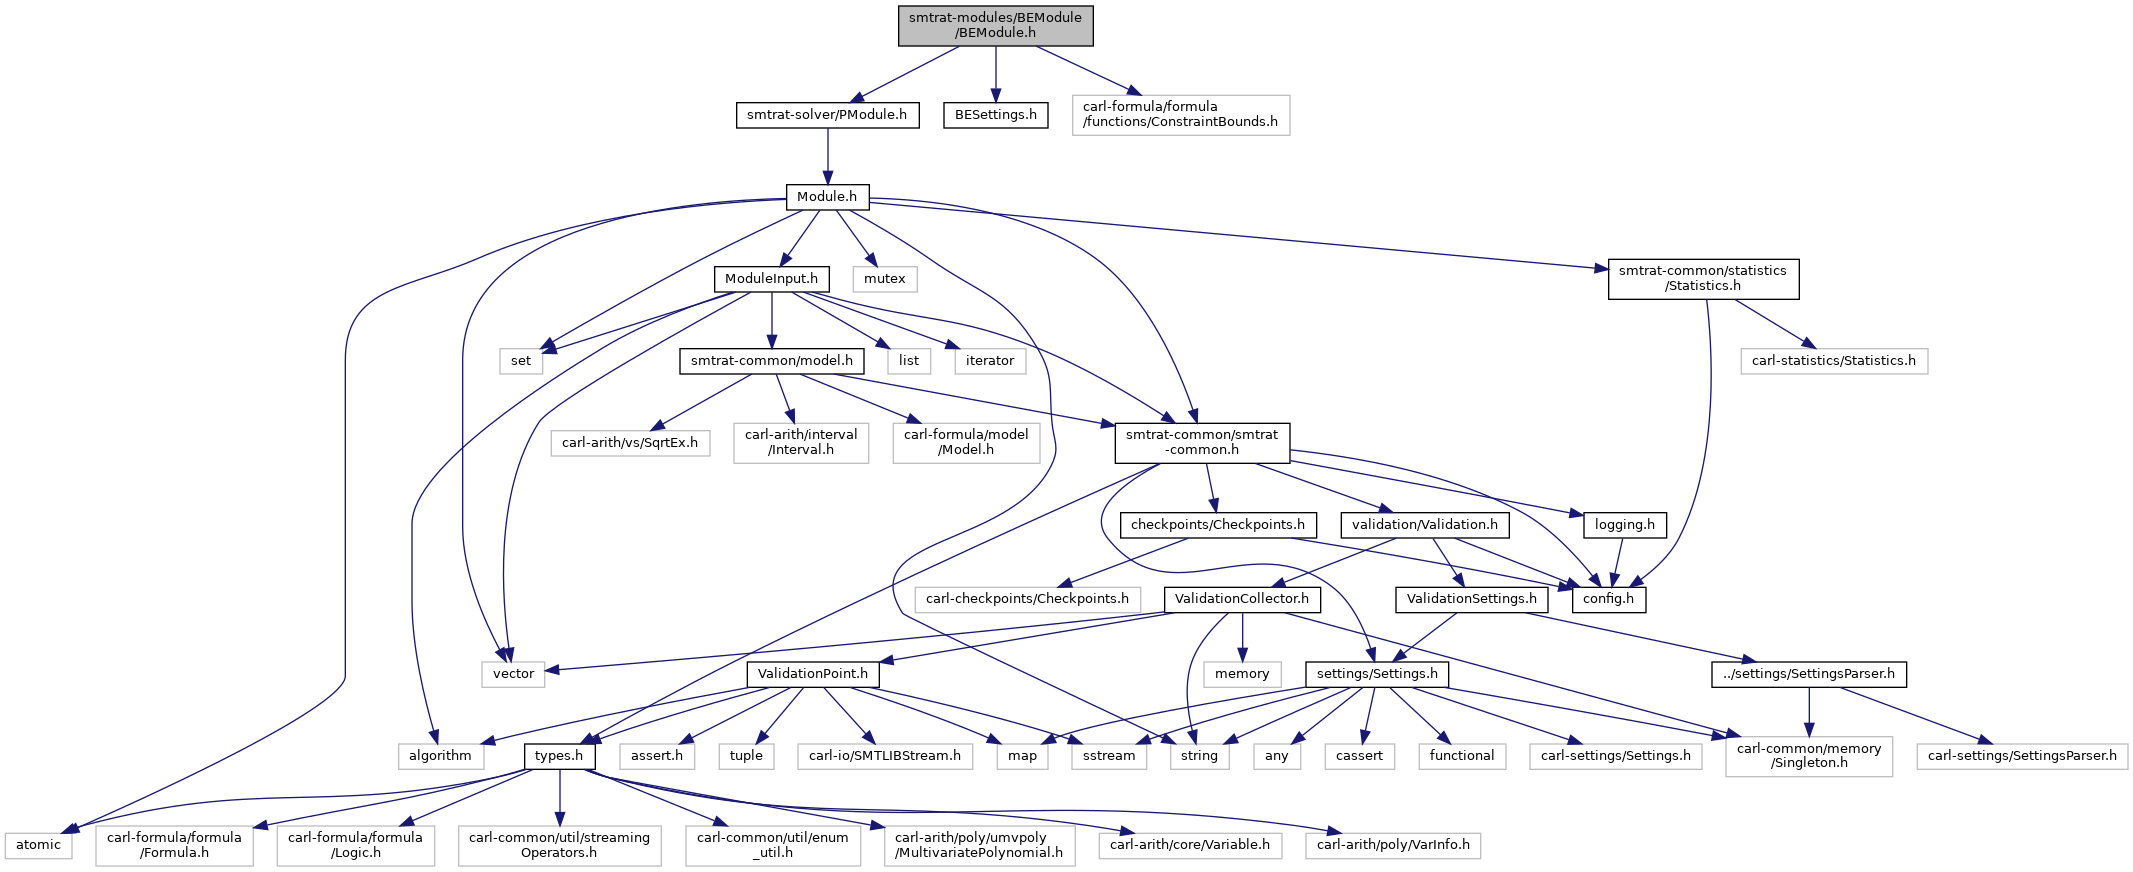 smtrat-modules/BEModule
/BEModule.h
smtrat-solver/PModule.h
BESettings.h
carl-formula/formula
/functions/ConstraintBounds.h
Module.h
ModuleInput.h
mutex
smtrat-common/statistics
/Statistics.h
set
smtrat-common/model.h
list
iterator
carl-statistics/Statistics.h
carl-arith/vs/SqrtEx.h
carl-arith/interval
/Interval.h
carl-formula/model
/Model.h
smtrat-common/smtrat
-common.h
checkpoints/Checkpoints.h
validation/Validation.h
logging.h
carl-checkpoints/Checkpoints.h
ValidationCollector.h
ValidationSettings.h
config.h
vector
ValidationPoint.h
memory
settings/Settings.h
../settings/SettingsParser.h
algorithm
types.h
assert.h
tuple
carl-io/SMTLIBStream.h
map
sstream
string
any
cassert
functional
carl-settings/Settings.h
carl-common/memory
/Singleton.h
carl-settings/SettingsParser.h
atomic
carl-formula/formula
/Formula.h
carl-formula/formula
/Logic.h
carl-common/util/streaming
Operators.h
carl-common/util/enum
_util.h
carl-arith/poly/umvpoly
/MultivariatePolynomial.h
carl-arith/core/Variable.h
carl-arith/poly/VarInfo.h